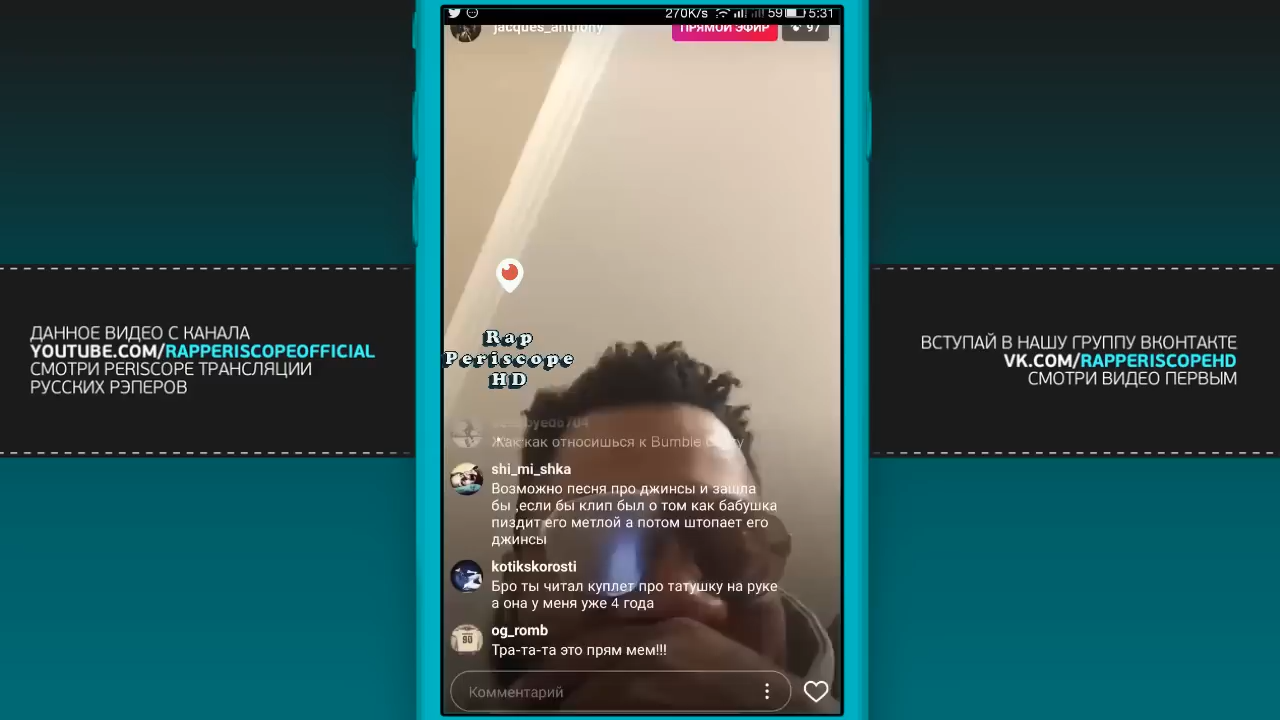 270K/s 59 5:31
jacques_anthony
ПРЯМОЙ ЭФИР
97
ДАННОЕ ВИДЕО С КАНАЛА
YOUTUBE.COM/RAPPERISCOPEOFFICIAL
СМОТРИ PERISCOPE ТРАНСЛЯЦИИ
РУССКИХ РЭПЕРОВ
Rap
Periscope
HD
как относишься к Bumble
shi_mi_shka
Возможно песня про джинсы и зашла
бы ,если бы клип был о том как бабушка
пиздит его метлой а потом штопает его
джинсы
kotikskorosti
Бро ты читал куплет про татушку на руке
а она у меня уже 4 года
og_romb
Тра-та-та это прям мем!!!
Комментарий
ВСТУПАЙ В НАШУ ГРУППУ ВКОНТАКТЕ
VK.COM/RAPPERISCOPEHD
СМОТРИ ВИДЕО ПЕРВЫМ